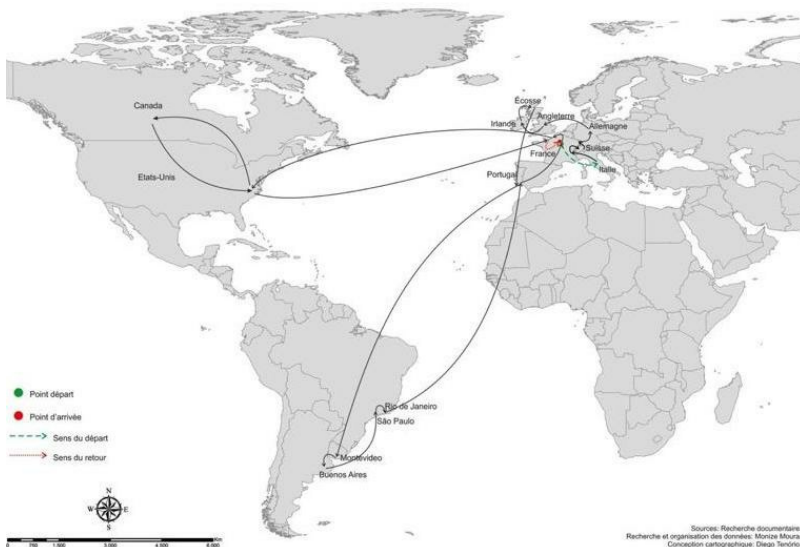 Canada
Etats-Unis
Écosse
Irlande
Angleterre
Allemagne
France
Suisse
Italie
Portugal
Rio de Janeiro
São Paulo
Montevideo
Buenos Aires
Point départ
Point d'arrivée
Sens du départ
Sens du retour
N
W E
S
Sources: Recherche documentaire
Recherche et organisation des données: Monize Moura
Conception cartographique: Diego Tenório